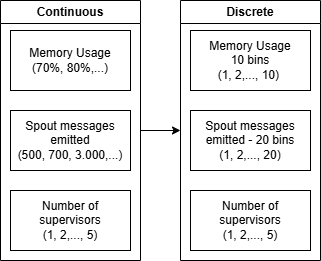 Continuous
Memory Usage
(70%, 80%,...)
Spout messages
emitted
(500, 700, 3.000,...)
Number of
supervisors
(1, 2,..., 5)
Discrete
Memory Usage
10 bins
(1, 2,..., 10)
Spout messages
emitted - 20 bins
(1, 2,..., 20)
Number of
supervisors
(1, 2,..., 5)